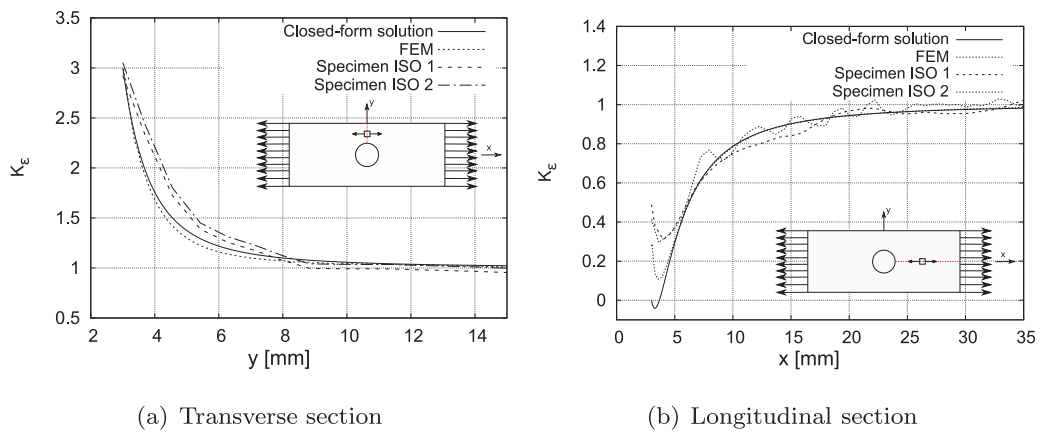 3.5
3
2.5
2
1.5
1
0.5
2 4 6 8 10 12 14
Kε
y [mm]
Closed-form solution
FEM
Specimen ISO 1
Specimen ISO 2
y
x
1.4
1.2
1
0.8
0.6
0.4
0.2
0
0 5 10 15 20 25 30 35
Kε
x [mm]
Closed-form solution
FEM
Specimen ISO 1
Specimen ISO 2
y
x
(a) Transverse section
(b) Longitudinal section